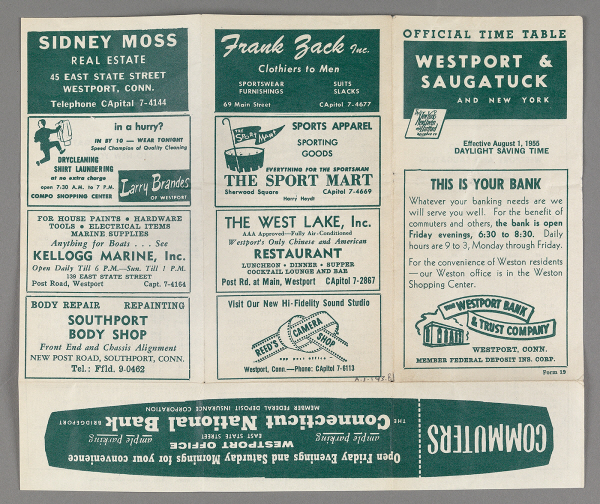 SIDNEY MOSS
REAL ESTATE
45 EAST STATE STREET
WESTPORT, CONN.
Telephone CApital 7-4144
in a hurry?
IN BY 10 — WEAR TONIGHT
Speed Champion of Quality Cleaning
DRYCLEANING
SHIRT LAUNDERING
at no extra charge
open 7:30 A.M. to 7 P.M.
COMPO SHOPPING CENTER
Larry Brandes
OF WESTPORT
FOR HOUSE PAINTS • HARDWARE
TOOLS • ELECTRICAL ITEMS
MARINE SUPPLIES
Anything for Boats . . . See
KELLOGG MARINE, Inc.
Open Daily Till 6 P.M.—Sun. Till 1 P.M.
139 EAST STATE STREET
Post Road, Westport Capt. 7-4164
BODY REPAIR REPAINTING
SOUTHPORT
BODY SHOP
Front End and Chassis Alignment
NEW POST ROAD, SOUTHPORT, CONN.
Tel.: Ffld. 9-0462
Frank Zack Inc.
Clothiers to Men
SPORTSWEAR SUITS
FURNISHINGS SLACKS
69 Main Street CApitol 7-4677
THE SPORT MART
SPORTS APPAREL
SPORTING
GOODS
EVERYTHING FOR THE SPORTSMAN
THE SPORT MART
Sherwood Square CApitol 7-4669
Harry Hoydt
THE WEST LAKE, Inc.
AAA Approved—Fully Air-Conditioned
Westport's Only Chinese and American
RESTAURANT
LUNCHEON • DINNER • SUPPER
COCKTAIL LOUNGE AND BAR
Post Rd. at Main, Westport CApitol 7-2867
Visit Our New Hi-Fidelity Sound Studio
REED'S CAMERA SHOP
opp. post office
Westport, Conn.—Phone: CApital 7-6113
OFFICIAL TIME TABLE
WESTPORT &
SAUGATUCK
AND NEW YORK
Effective August 1, 1955
DAYLIGHT SAVING TIME
THIS IS YOUR BANK
Whatever your banking needs are we
will serve you well. For the benefit of
commuters and others, the bank is open
Friday evenings, 6:30 to 8:30. Daily
hours are 9 to 3, Monday through Friday.
For the convenience of Weston residents
—our Weston office is in the Weston
Shopping Center.
THE WESTPORT BANK
& TRUST COMPANY
WESTPORT, CONN.
MEMBER FEDERAL DEPOSIT INS. CORP.
Form 19
COMMUTERS
Open Friday Evenings and Saturday Mornings for your convenience
ample parking WESTPORT OFFICE ample parking
EAST STATE STREET
THE Connecticut National Bank BRIDGEPORT
MEMBER FEDERAL DEPOSIT INSURANCE CORPORATION